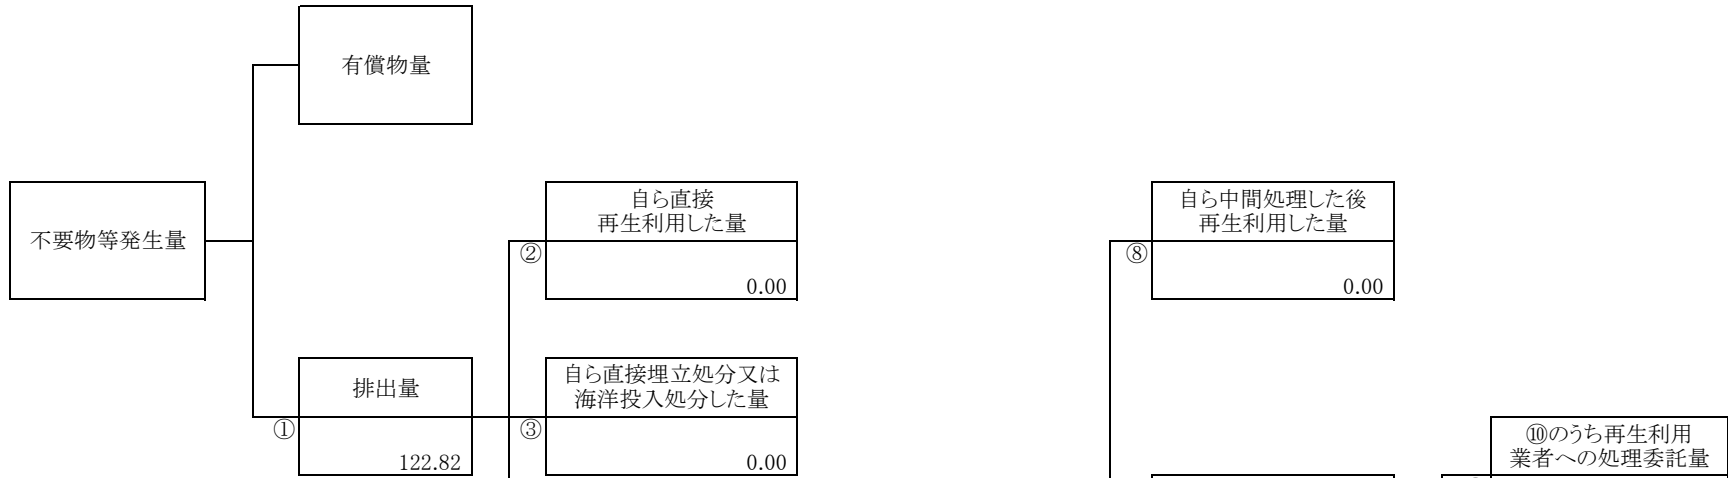 有償物量
不要物等発生量
自ら直接
再生利用した量
②
0.00
自ら中間処理した後
再生利用した量
⑧
0.00
排出量
①
122.82
自ら直接埋立処分又は
海洋投入処分した量
③
0.00
⑩のうち再生利用
業者への処理委託量